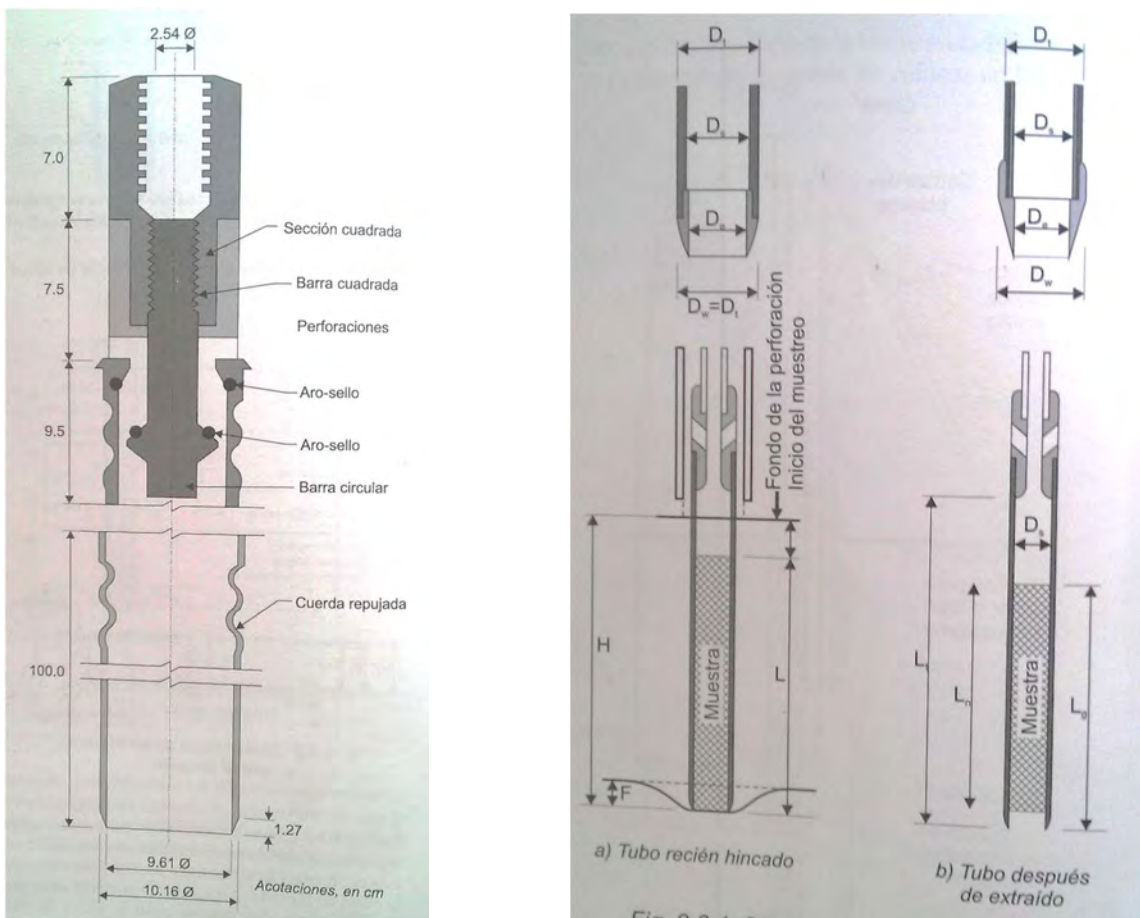 2.54 Ø
7.0
Sección cuadrada
7.5
Barra cuadrada
Perforaciones
Aro-sello
9.5
Aro-sello
Barra circular
Cuerda repujada
100.0
1.27
9.61 Ø
10.16 Ø
Acotaciones, en cm
Dt
Ds
De
Dw=Dt
Fondo de la perforación
Inicio del muestreo
H
Muestra
L
F
a) Tubo recién hincado
Dt
Ds
De
Dw
Ds
Lt
Ln
Muestra
Lg
b) Tubo después
de extraído